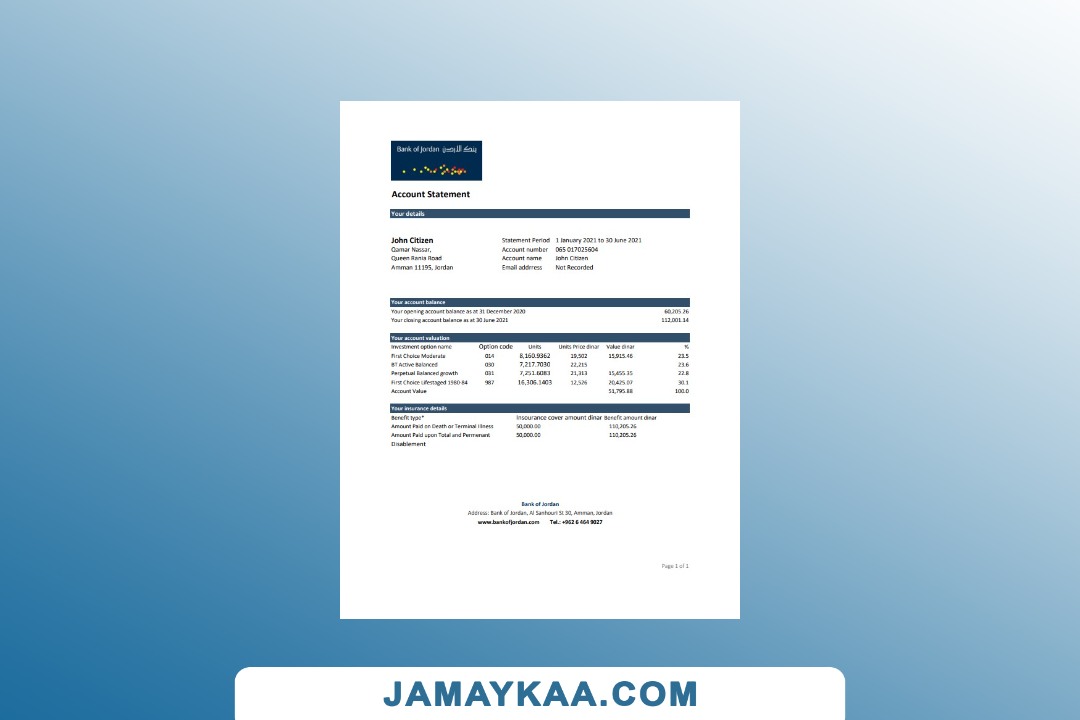 Bank of Jordan بنك الأردن
Account Statement
Your details
John Citizen
Qamar Nassar,
Queen Rania Road
Amman 11195, Jordan
Statement Period 1 January 2021 to 30 June 2021
Account number 065 017025604
Account name John Citizen
Email addrress Not Recorded
Your account balance
Your opening account balance as at 31 December 2020 60,205.26
Your closing account balance as at 30 June 2021 112,001.14
Your account valuation
Investment option name Option code Units Units Price dinar Value dinar %
First Choice Moderate 014 8,160.9362 19,502 15,915.46 23.5
BT Active Balanced 030 7,217.7030 22,215 23.6
Perpetual Balanced growth 031 7,251.6083 21,313 15,455.35 22.8
First Choice Lifestaged 1980-84 987 16,306.1403 12,526 20,425.07 30.1
Account Value 51,795.88 100.0
Your insurance details
Benefit type* Insourance cover amount dinar Benefit amount dinar
Amount Paid on Death or Terminal Illness 50,000.00 110,205.26
Amount Paid upon Total and Permenant 50,000.00 110,205.26
Disablement
Bank of Jordan
Address: Bank of Jordan, Al Sanhouri St 30, Amman, Jordan
www.bankofjordan.com Tel.: +962 6 464 9027
Page 1 of 1
JAMAYKAA.COM